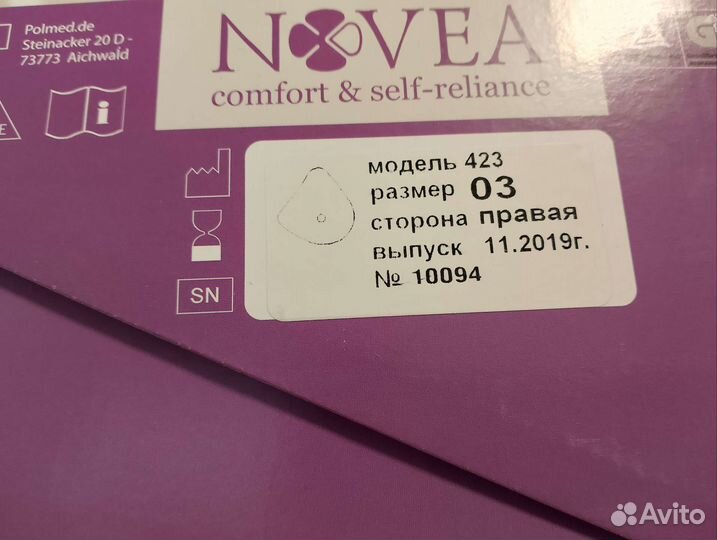 Polmed.de
Steinacker 20 D -
73773 Aichwald
NOVEA
comfort & self-reliance
модель 423
размер 03
сторона правая
выпуск 11.2019г.
№ 10094
SN
Avito